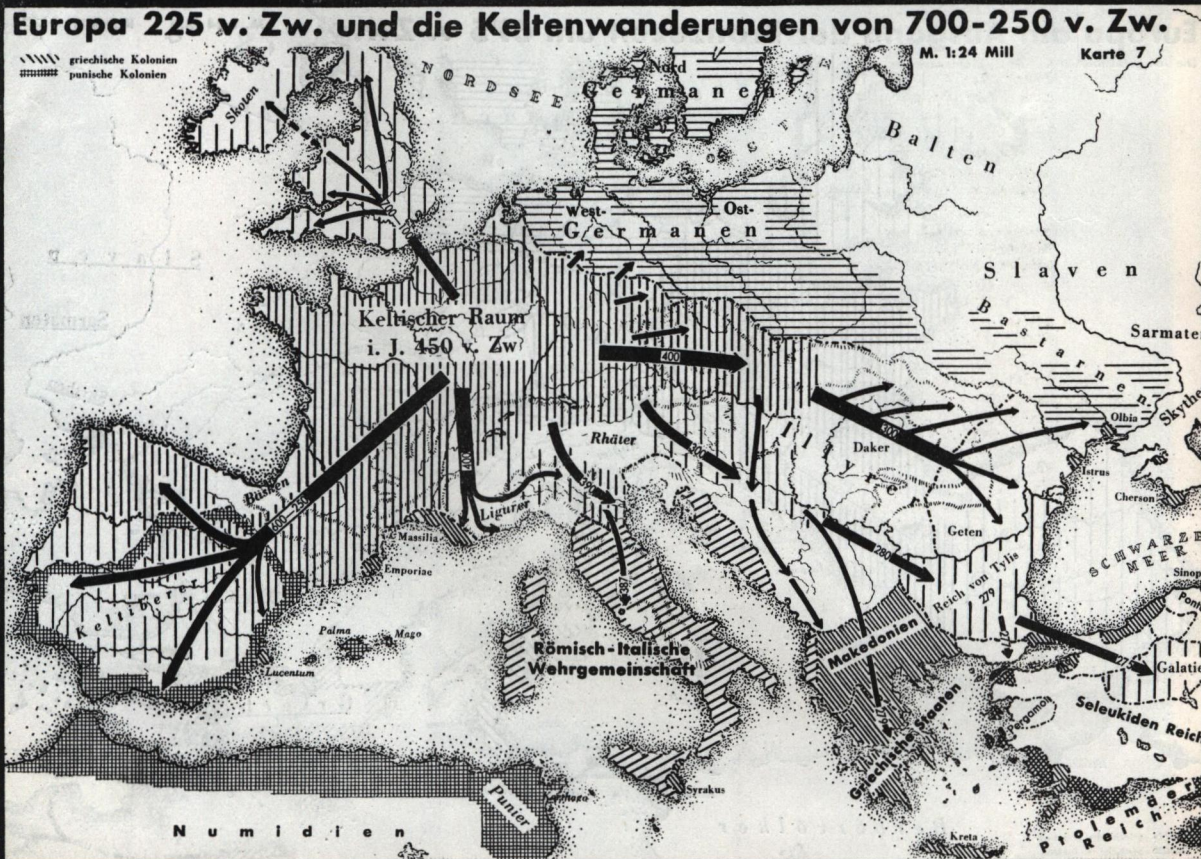 Europa 225 v. Zw. und die Keltenwanderungen von 700-250 v. Zw.
griechische Kolonien
punische Kolonien
M. 1:24 Mill
Karte 7
NORDSEE
Nord
Germanen
OSTSEE
Balten
Skoten
West-
Ost-
Germanen
Slaven
Bastarnen
Sarmaten
Skythen
Keltischer Raum
i. J. 450 v. Zw
400
400
Rhäter
Illyrer
Daker
Olbia
Istrus
Cherson
Geten
SCHWARZES
MEER
Sinope
Basken
Ligurer
Massilia
Emporiae
Keltiberer
Palma
Mago
Lucentum
Römisch-Italische
Wehrgemeinschaft
280
Reich von Tylis
279
Makedonien
Galatien
Pergamon
Seleukiden Reich
Griechische Staaten
Ptolemäer
Reich
Syrakus
Kreta
Punier
Numidien